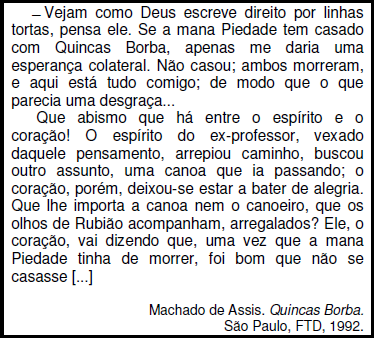 – Vejam como Deus escreve direito por linhas
tortas, pensa ele. Se a mana Piedade tem casado
com Quincas Borba, apenas me daria uma
esperança colateral. Não casou; ambos morreram,
e aqui está tudo comigo; de modo que o que
parecia uma desgraça...
Que abismo que há entre o espírito e o
coração! O espírito do ex-professor, vexado
daquele pensamento, arrepiou caminho, buscou
outro assunto, uma canoa que ia passando; o
coração, porém, deixou-se estar a bater de alegria.
Que lhe importa a canoa nem o canoeiro, que os
olhos de Rubião acompanham, arregalados? Ele, o
coração, vai dizendo que, uma vez que a mana
Piedade tinha de morrer, foi bom que não se
casasse [...]
Machado de Assis. Quincas Borba.
São Paulo, FTD, 1992.